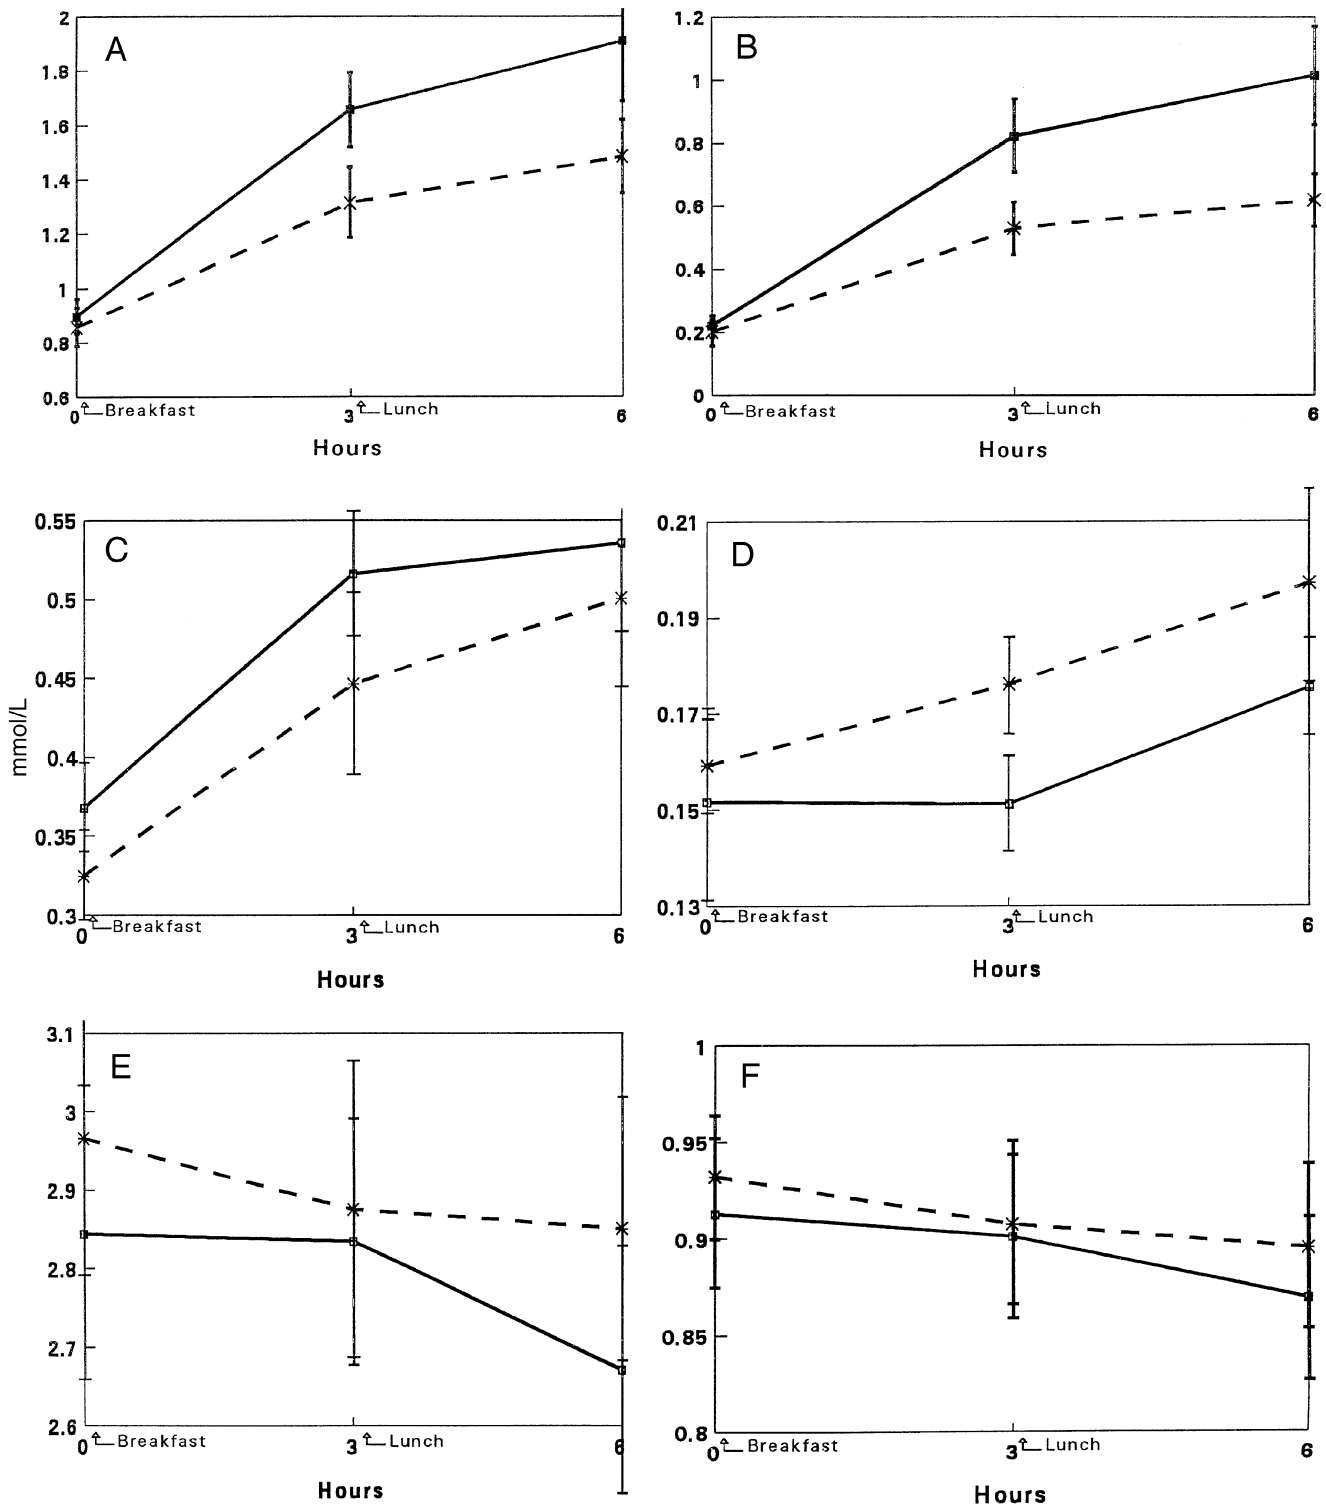 A
2
1.8
1.6
1.4
1.2
1
0.8
0.6
0 Breakfast 3 Lunch 6
Hours
B
1.2
1
0.8
0.6
0.4
0.2
0
0 Breakfast 3 Lunch 6
Hours
C
mmol/L
0.55
0.5
0.45
0.4
0.35
0.3
0 Breakfast 3 Lunch 6
Hours
D
0.21
0.19
0.17
0.15
0.13
0 Breakfast 3 Lunch 6
Hours
E
3.1
3
2.9
2.8
2.7
2.6
0 Breakfast 3 Lunch 6
Hours
F
1
0.95
0.9
0.85
0.8
0 Breakfast 3 Lunch 6
Hours